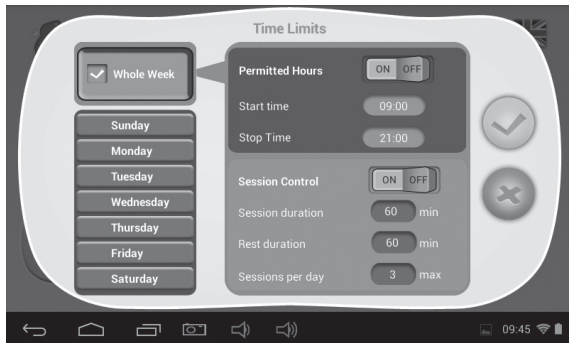 Time Limits
Whole Week
Sunday
Monday
Tuesday
Wednesday
Thursday
Friday
Saturday
Permitted Hours ON OFF
Start time 09:00
Stop Time 21:00
Session Control ON OFF
Session duration 60 min
Rest duration 60 min
Sessions per day 3 max
09:45